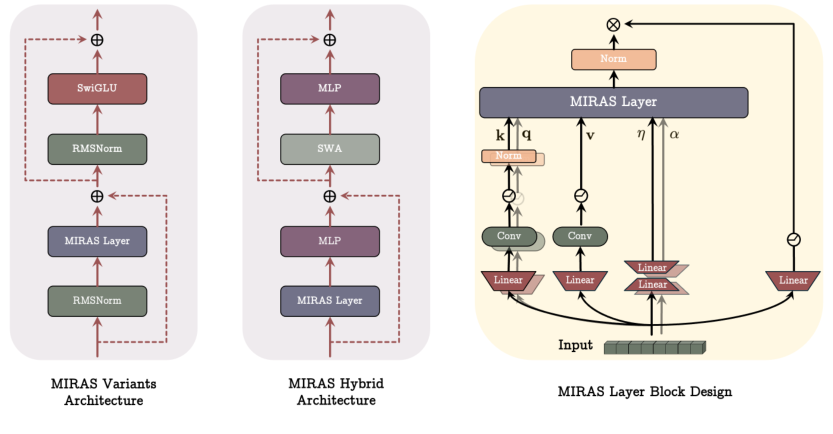 SwiGLU
RMSNorm
MIRAS Layer
RMSNorm
MIRAS Variants
Architecture
MLP
SWA
MLP
MIRAS Layer
MIRAS Hybrid
Architecture
Norm
MIRAS Layer
k q v η α
Norm
Conv Conv
Linear
Linear Linear Linear Linear
Input
MIRAS Layer Block Design